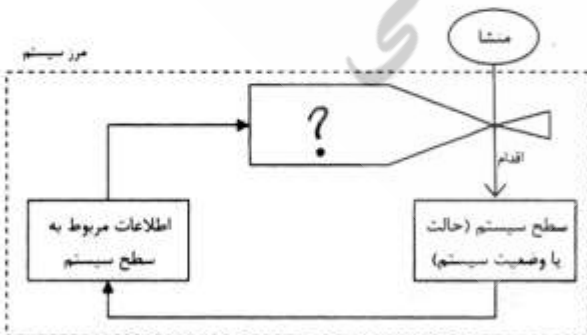 منشا
مرز سیستم
?
اقدام
سطح سیستم (حالت
یا وضعیت سیستم)
اطلاعات مربوط به
سطح سیستم